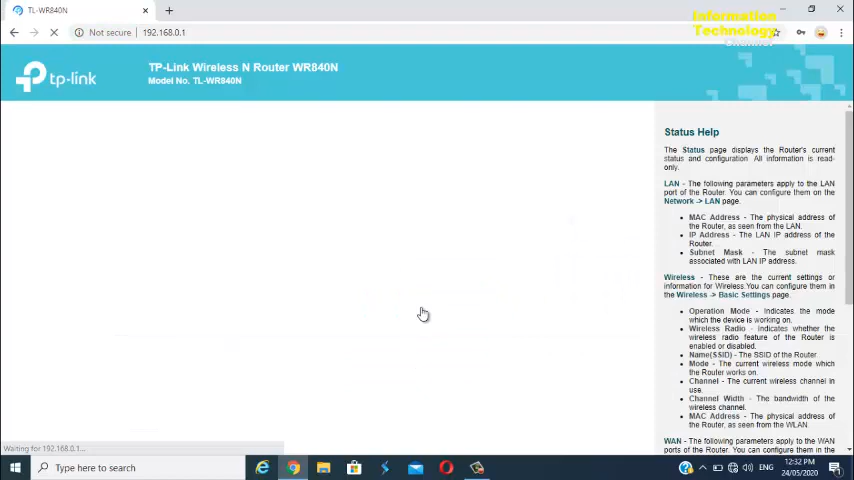 TL-WR840N
Information
Technology
Channel
Not secure
192.168.0.1
tp-link
TP-Link Wireless N Router WR840N
Model No. TL-WR840N
Status Help
The Status page displays the Router's current
status and configuration. All information is read-
only.
LAN - The following parameters apply to the LAN
port of the Router. You can configure them on the
Network -> LAN page.
MAC Address - The physical address of
the Router, as seen from the LAN.
IP Address - The LAN IP address of the
Router.
Subnet Mask - The subnet mask
associated with LAN IP address.
Wireless - These are the current settings or
information for Wireless.You can configure them in
the Wireless -> Basic Settings page.
Operation Mode - Indicates the mode
which the device is working on.
Wireless Radio - Indicates whether the
wireless radio feature of the Router is
enabled or disabled.
Name(SSID) - The SSID of the Router.
Mode - The current wireless mode which
the Router works on.
Channel - The current wireless channel in
use.
Channel Width - The bandwidth of the
wireless channel.
MAC Address - The physical address of
the Router, as seen from the WLAN.
WAN - The following parameters apply to the WAN
ports of the Router. You can configure them on the
Waiting for 192.168.0.1...
Type here to search
ENG
12:32 PM
24/05/2020